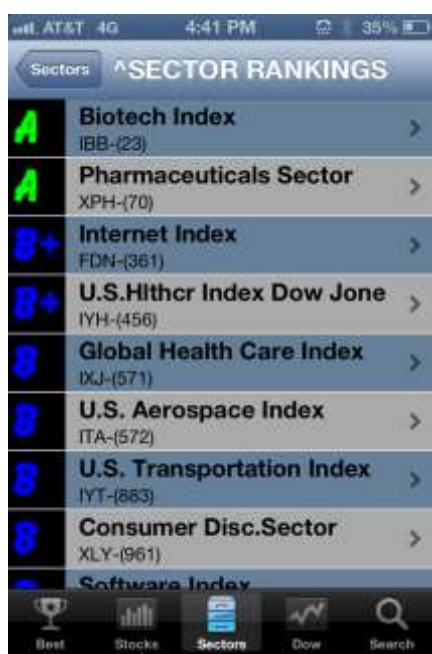 AT&T 4G 4:41 PM 35%
Sectors ^SECTOR RANKINGS
A Biotech Index
IBB-(23)
A Pharmaceuticals Sector
XPH-(70)
B+ Internet Index
FDN-(361)
B+ U.S.Hlthcr Index Dow Jone
IYH-(456)
B Global Health Care Index
IXJ-(571)
B U.S. Aerospace Index
ITA-(572)
B U.S. Transportation Index
IYT-(883)
B Consumer Disc.Sector
XLY-(961)
B Software Index
Best Stocks Sectors Dow Search